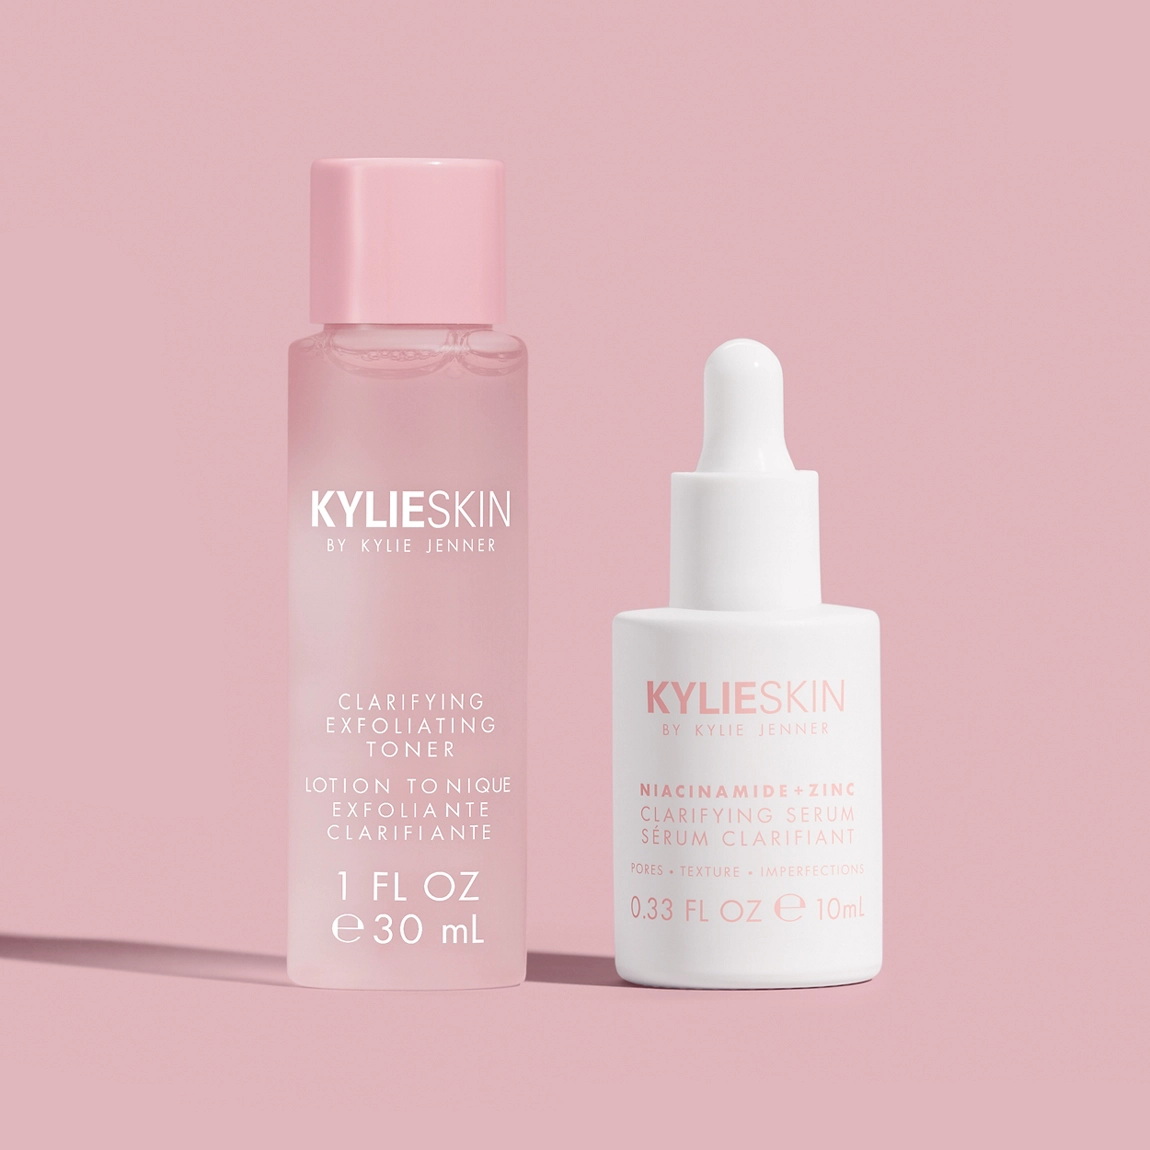 KYLIESKIN
BY KYLIE JENNER
CLARIFYING
EXFOLIATING
TONER
LOTION TONIQUE
EXFOLIANTE
CLARIFIANTE
1 FL OZ
℮ 30 mL
KYLIESKIN
BY KYLIE JENNER
NIACINAMIDE + ZINC
CLARIFYING SERUM
SÉRUM CLARIFIANT
PORES • TEXTURE • IMPERFECTIONS
0.33 FL OZ ℮ 10mL